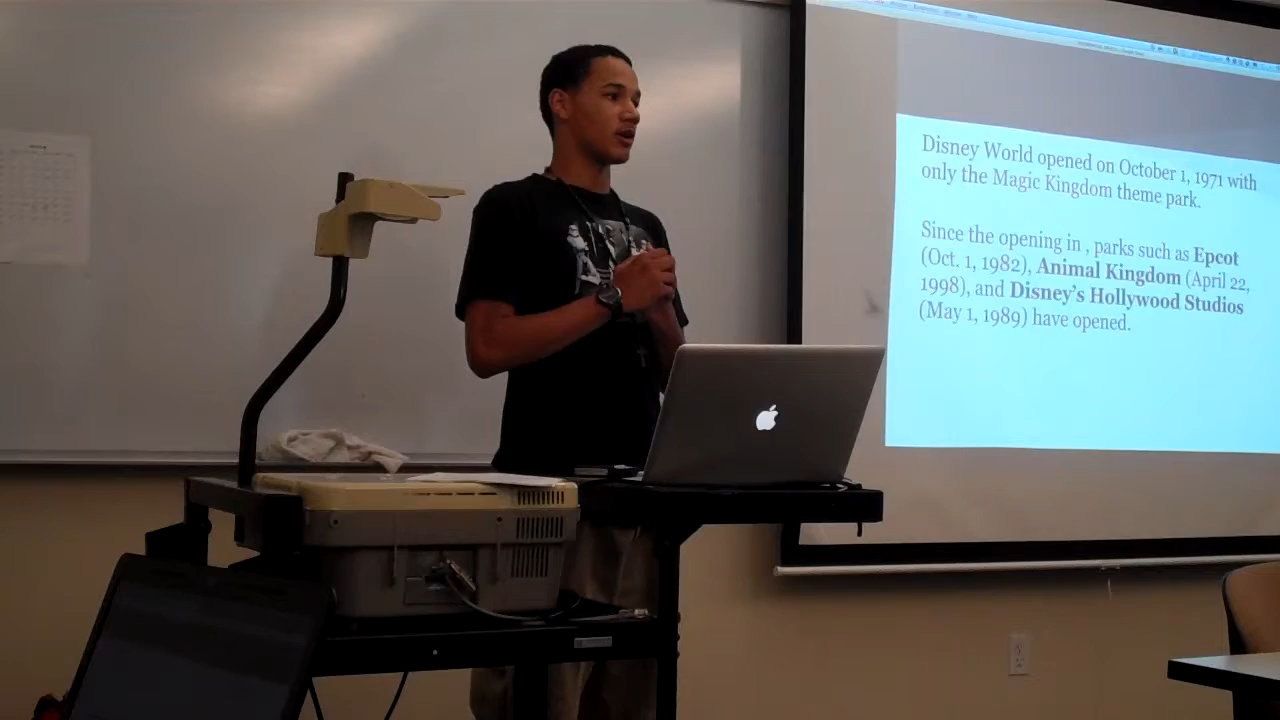 Disney World opened on October 1, 1971 with
only the Magic Kingdom theme park.
Since the opening in , parks such as Epcot
(Oct. 1, 1982), Animal Kingdom (April 22,
1998), and Disney's Hollywood Studios
(May 1, 1989) have opened.